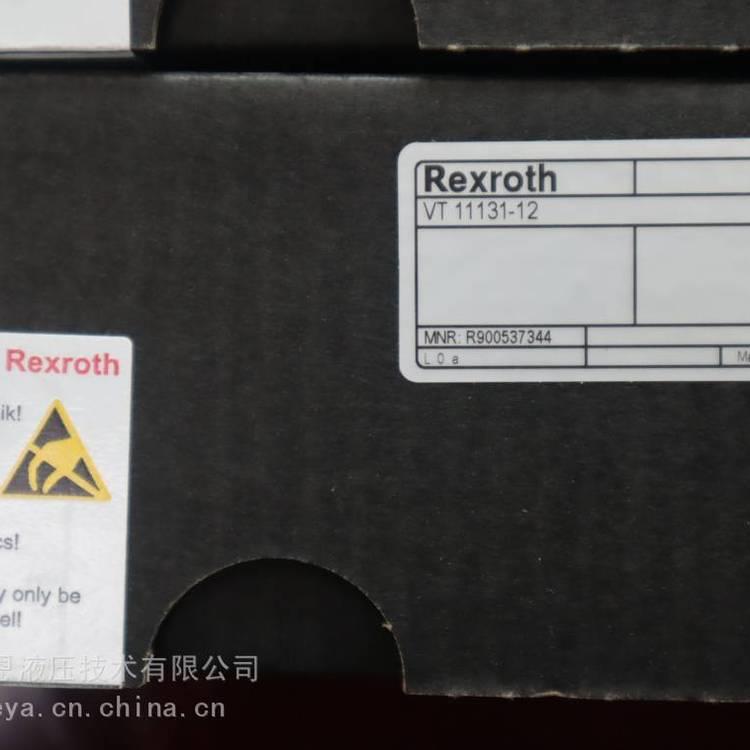 Rexroth
VT 11131-12
MNR: R900537344
L 0 a
Rexroth
ik!
cs!
y only be
el!
恩液压技术有限公司
eya.cn.china.cn